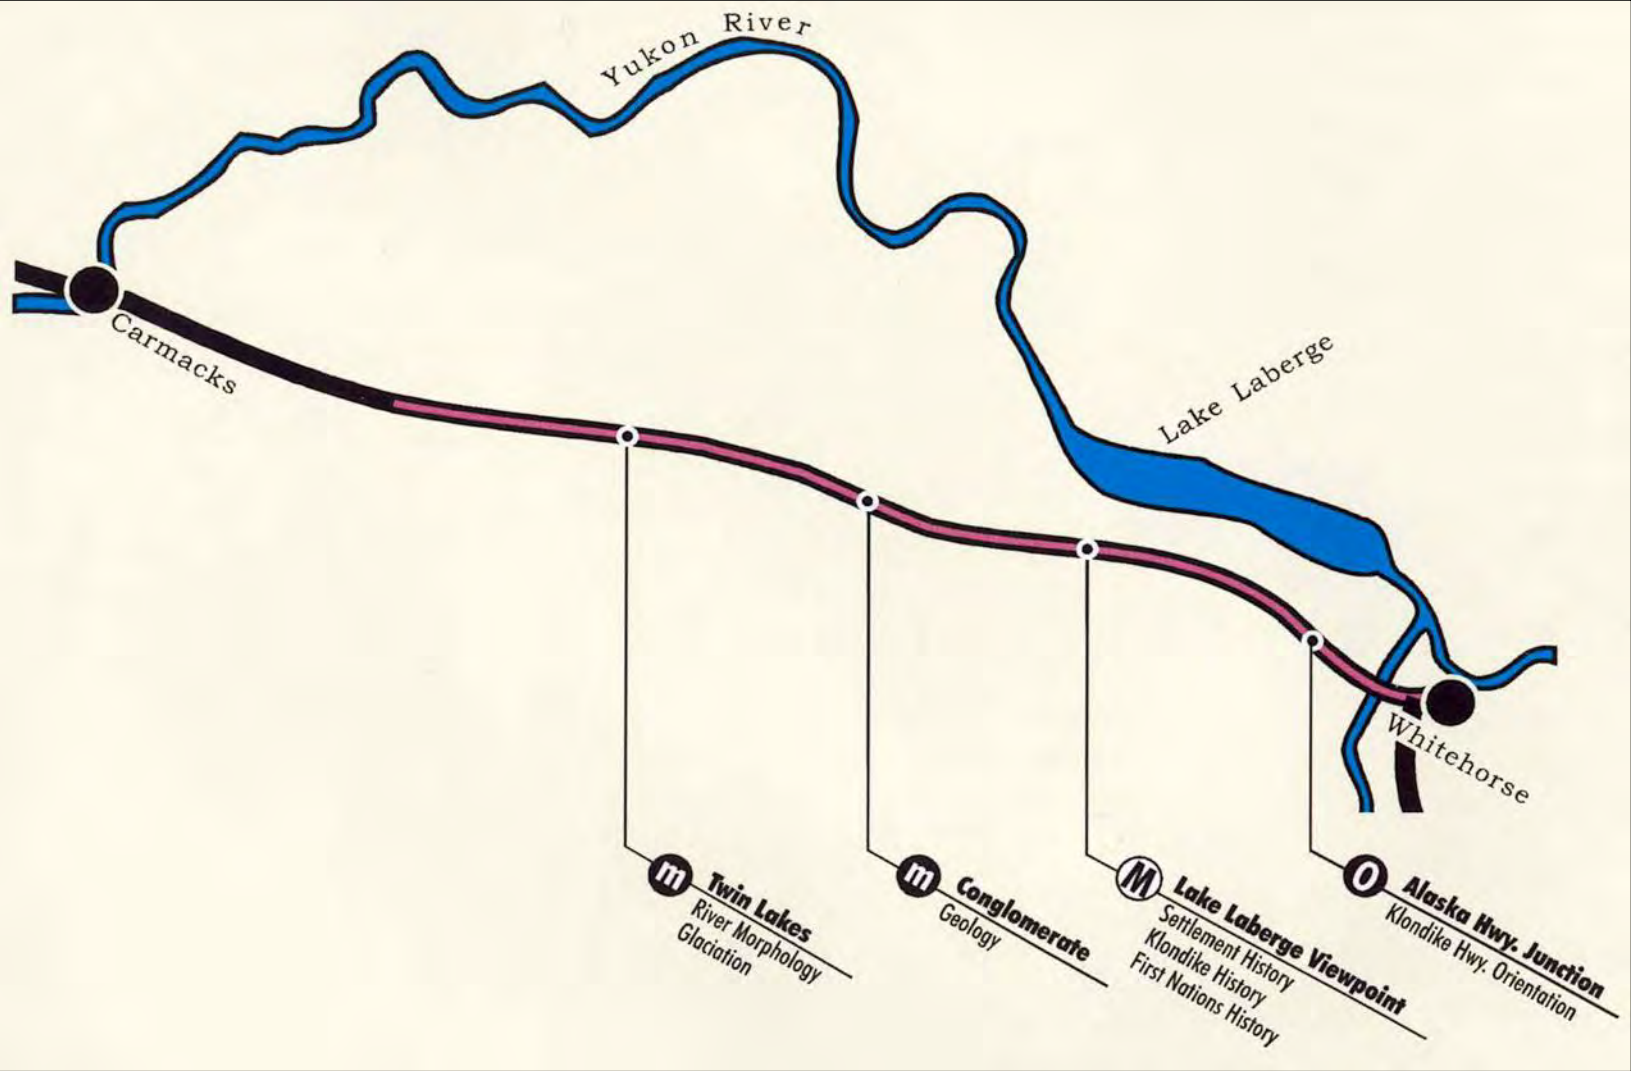 Yukon River
Carmacks
Lake Laberge
Whitehorse
m
Twin Lakes
River Morphology
Glaciation
m
Conglomerate
Geology
M
Lake Laberge Viewpoint
Settlement History
Klondike History
First Nations History
O
Alaska Hwy. Junction
Klondike Hwy. Orientation